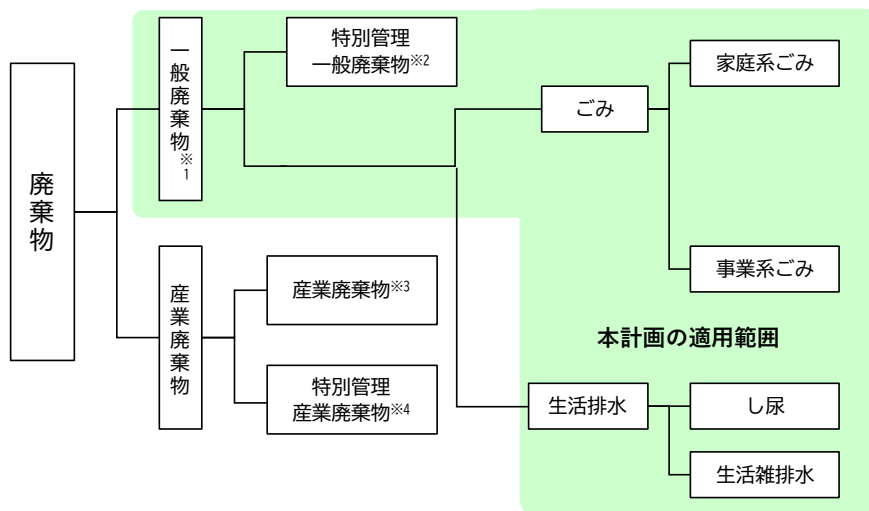 廃棄物
一般廃棄物※1
特別管理
一般廃棄物※2
ごみ
家庭系ごみ
事業系ごみ
産業廃棄物
産業廃棄物※3
特別管理
産業廃棄物※4
本計画の適用範囲
生活排水
し尿
生活雑排水